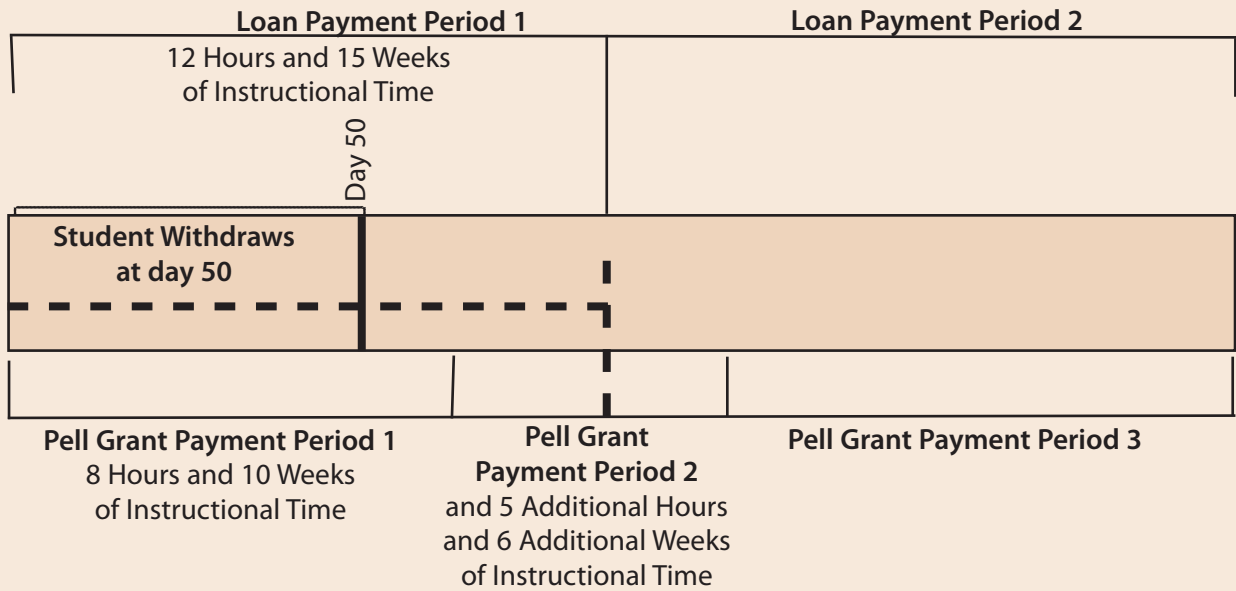 Loan Payment Period 1
Loan Payment Period 2
12 Hours and 15 Weeks
of Instructional Time
Day 50
Student Withdraws
at day 50
Pell Grant Payment Period 1
8 Hours and 10 Weeks
of Instructional Time
Pell Grant
Payment Period 2
and 5 Additional Hours
and 6 Additional Weeks
of Instructional Time
Pell Grant Payment Period 3